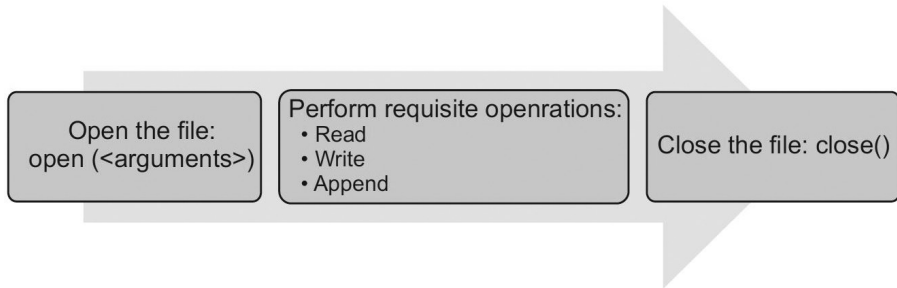 Open the file:
open (<arguments>)
Perform requisite openrations:
• Read
• Write
• Append
Close the file: close()